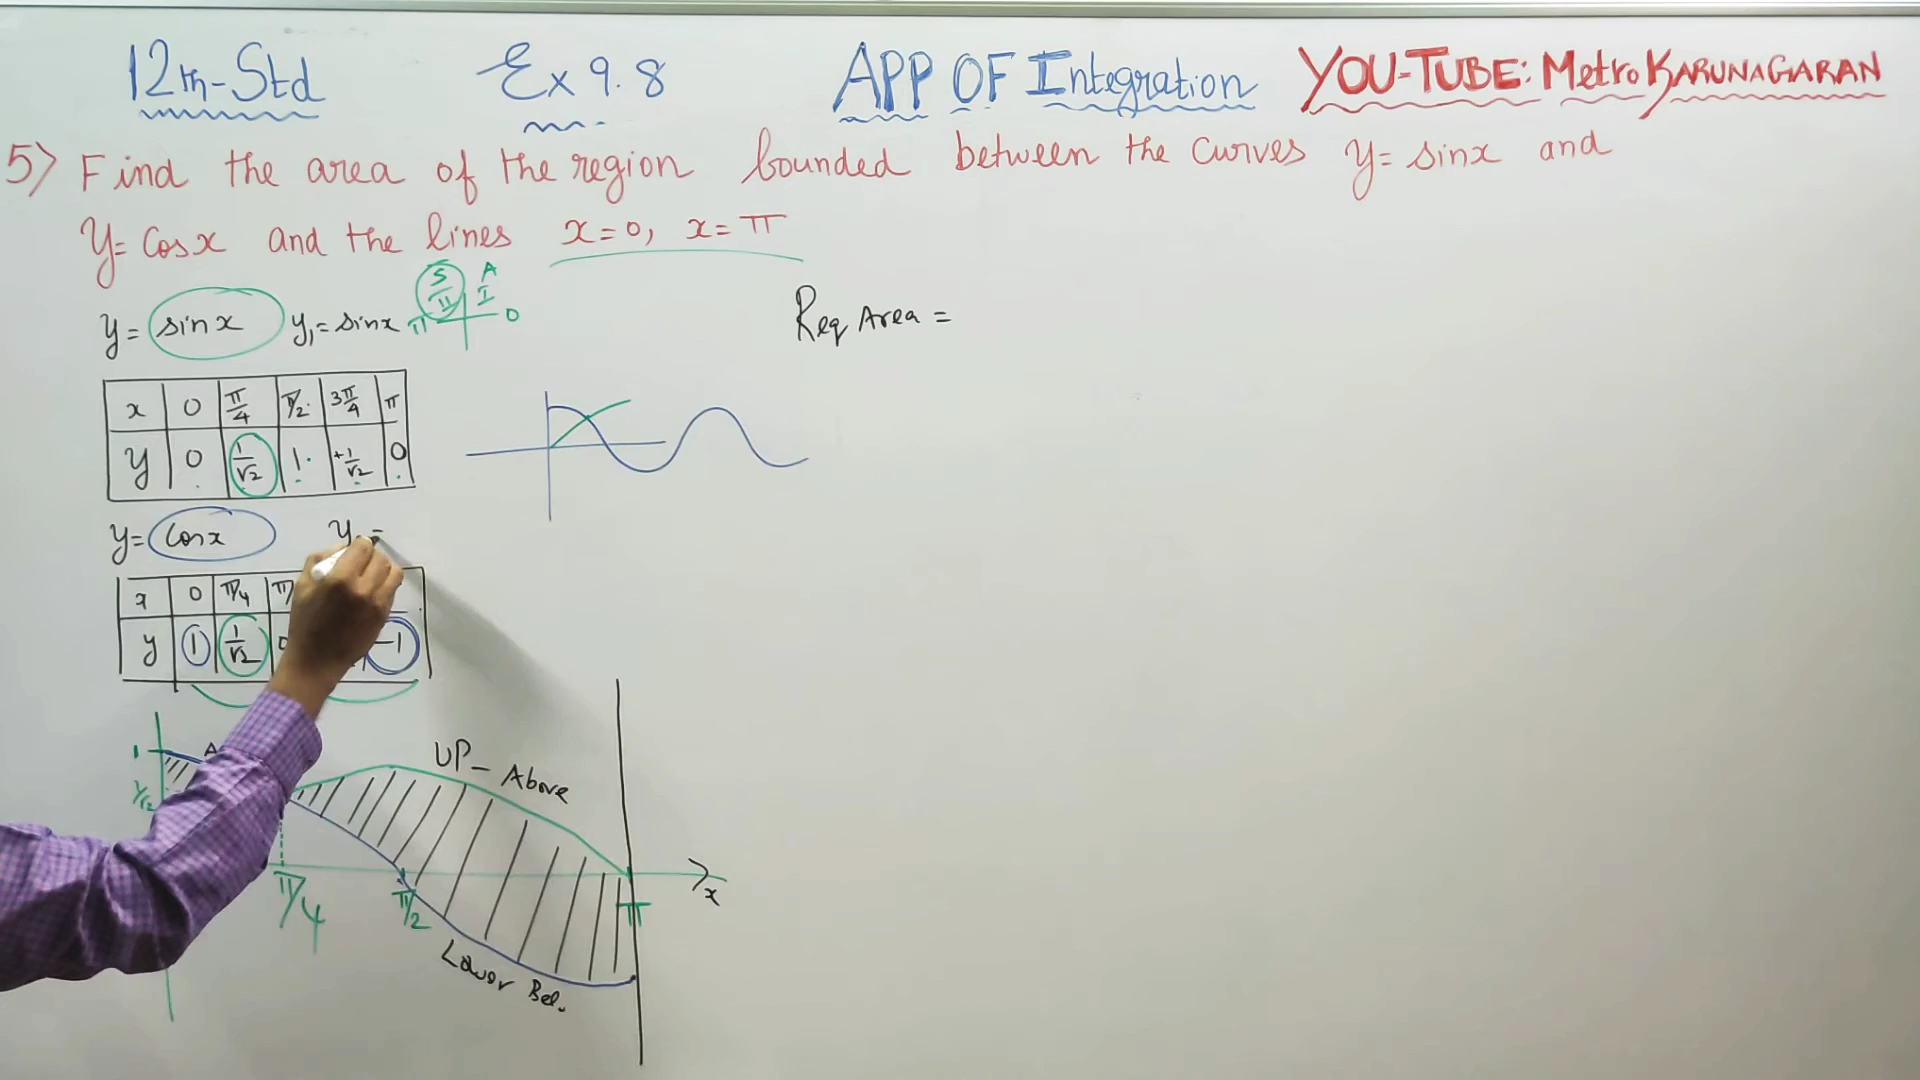 12th-Std Ex 9.8 APP OF Integration YOU-TUBE: Metro KARUNAGARAN
5) Find the area of the region bounded between the curves y= sinx and
y= Cosx and the lines x=0, x=π
S A
II I
π 0
y= sinx y₁= sinx
Req Area =
x 0 π/4 π/2 3π/4 π
y 0 1/√2 1 +1/√2 0
y= Cosx y =
x 0 π/4
y 1 1/√2 0 -1
1
1/√2
UP - Above
π/4 π/2 π x
Lower Bel.